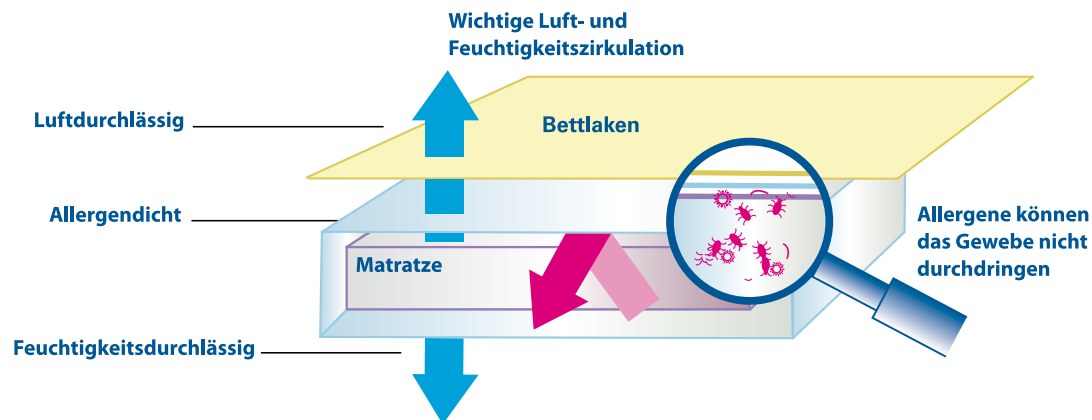 Wichtige Luft- und
Feuchtigkeitszirkulation
Luftdurchlässig
Bettlaken
Allergendicht
Allergene können
das Gewebe nicht
durchdringen
Matratze
Feuchtigkeitsdurchlässig